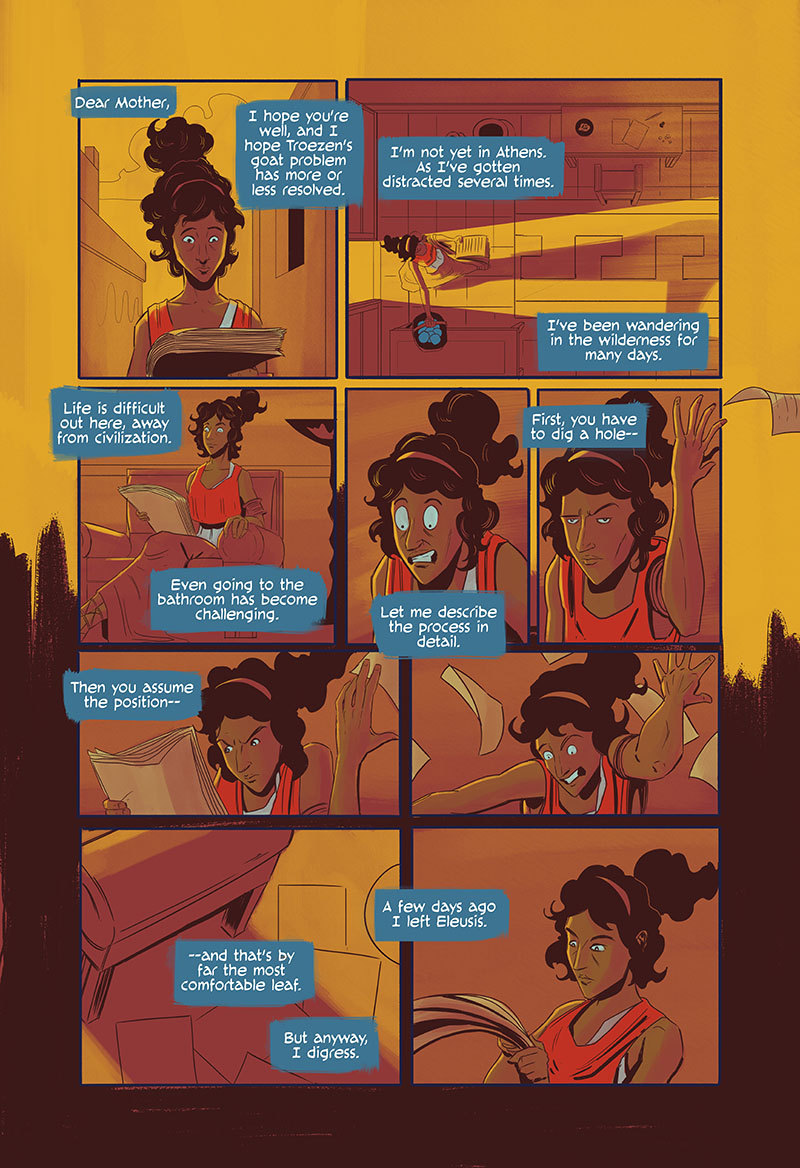 Dear Mother,
I hope you're
well, and I
hope Troezen's
goat problem
has more or
less resolved.
I'm not yet in Athens.
As I've gotten
distracted several times.
I've been wandering
in the wilderness for
many days.
Life is difficult
out here, away
from civilization.
Even going to the
bathroom has become
challenging.
Let me describe
the process in
detail.
First, you have
to dig a hole--
Then you assume
the position--
--and that's by
far the most
comfortable leaf.
But anyway,
I digress.
A few days ago
I left Eleusis.